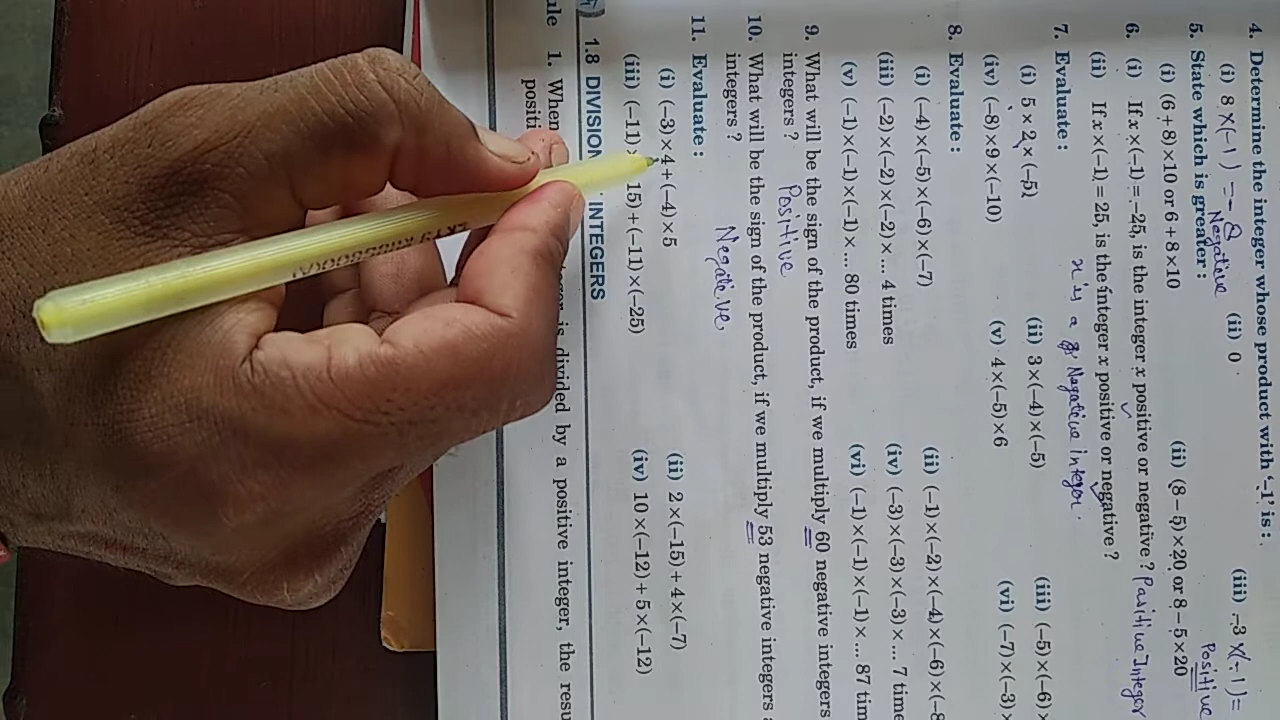 4. Determine the integer whose product with '-1' is :
(i) 8 ×(-1) -- 8 (ii) 0 (iii) -3 ×(-1) =
Negative
Positive
5. State which is greater :
(i) (6 + 8) × 10 or 6 + 8 × 10 (ii) (8 – 5) × 20 or 8 – 5 × 20
6. (i) If x × (–1) = –25, is the integer x positive or negative ? Positive Integer
(ii) If x × (–1) = 25, is the integer x positive or negative ?
x is a Negative Integer.
7. Evaluate :
(i) 5 × 2 × (–5) (ii) 3 × (–4) × (–5) (iii) (–5) × (–6) ×
(iv) (–8) × 9 × (–10) (v) 4 × (–5) × 6 (vi) (–7) × (–3) ×
8. Evaluate :
(i) (–4) × (–5) × (–6) × (–7) (ii) (–1) × (–2) × (–4) × (–6) × (–8
(iii) (–2) × (–2) × (–2) × ... 4 times (iv) (–3) × (–3) × (–3) × ... 7 time
(v) (–1) × (–1) × (–1) × ... 80 times (vi) (–1) × (–1) × (–1) × ... 87 tim
9. What will be the sign of the product, if we multiply 60 negative integers
integers ? Positive
10. What will be the sign of the product, if we multiply 53 negative integers
integers ? Negative ve.
11. Evaluate :
(i) (–3) × 4 + (–4) × 5 (ii) 2 × (–15) + 4 × (–7)
(iii) (–11) × 15) + (–11) × (–25) (iv) 10 × (–12) + 5 × (–12)
1.8 DIVISION INTEGERS
ule 1. When is divided by a positive integer, the resu
positi